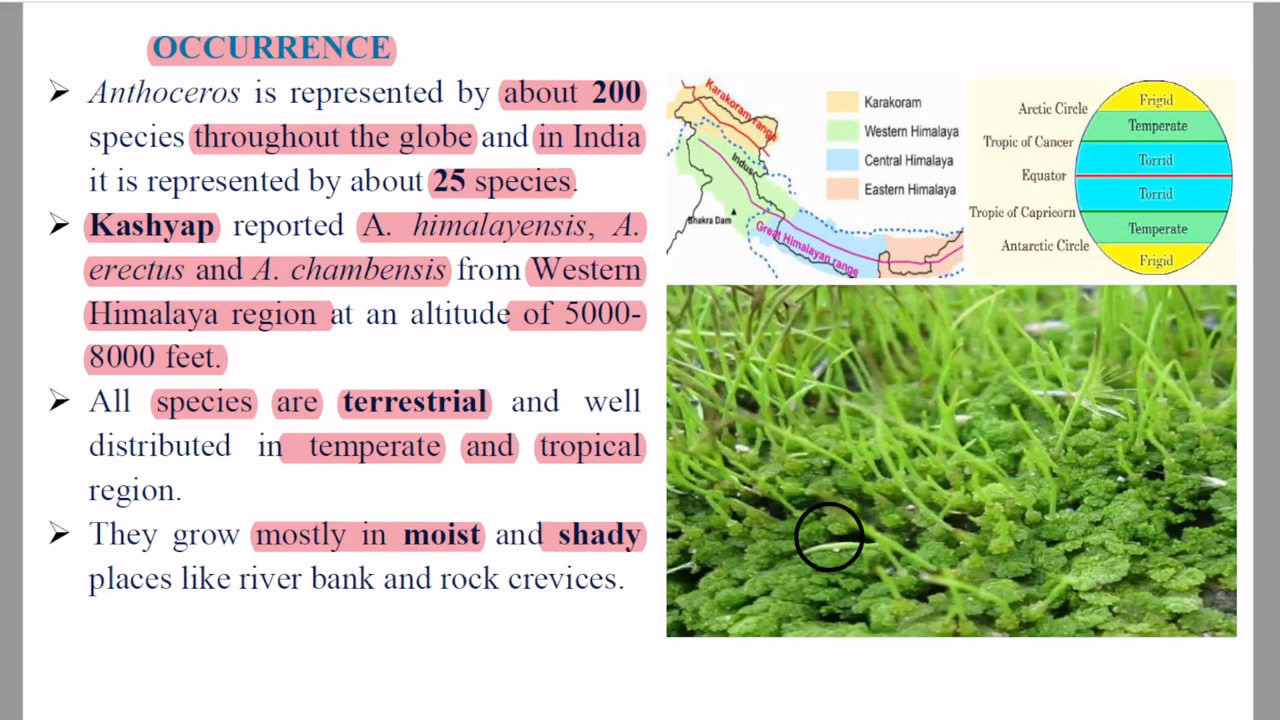 OCCURRENCE
➢ Anthoceros is represented by about 200
species throughout the globe and in India
it is represented by about 25 species.
➢ Kashyap reported A. himalayensis, A.
erectus and A. chambensis from Western
Himalaya region at an altitude of 5000-
8000 feet.
➢ All species are terrestrial and well
distributed in temperate and tropical
region.
➢ They grow mostly in moist and shady
places like river bank and rock crevices.
Karakoram range
Indus
Bhakra Dam
Great Himalayan range
Karakoram
Western Himalaya
Central Himalaya
Eastern Himalaya
Arctic Circle
Tropic of Cancer
Equator
Tropic of Capricorn
Antarctic Circle
Frigid
Temperate
Torrid
Torrid
Temperate
Frigid